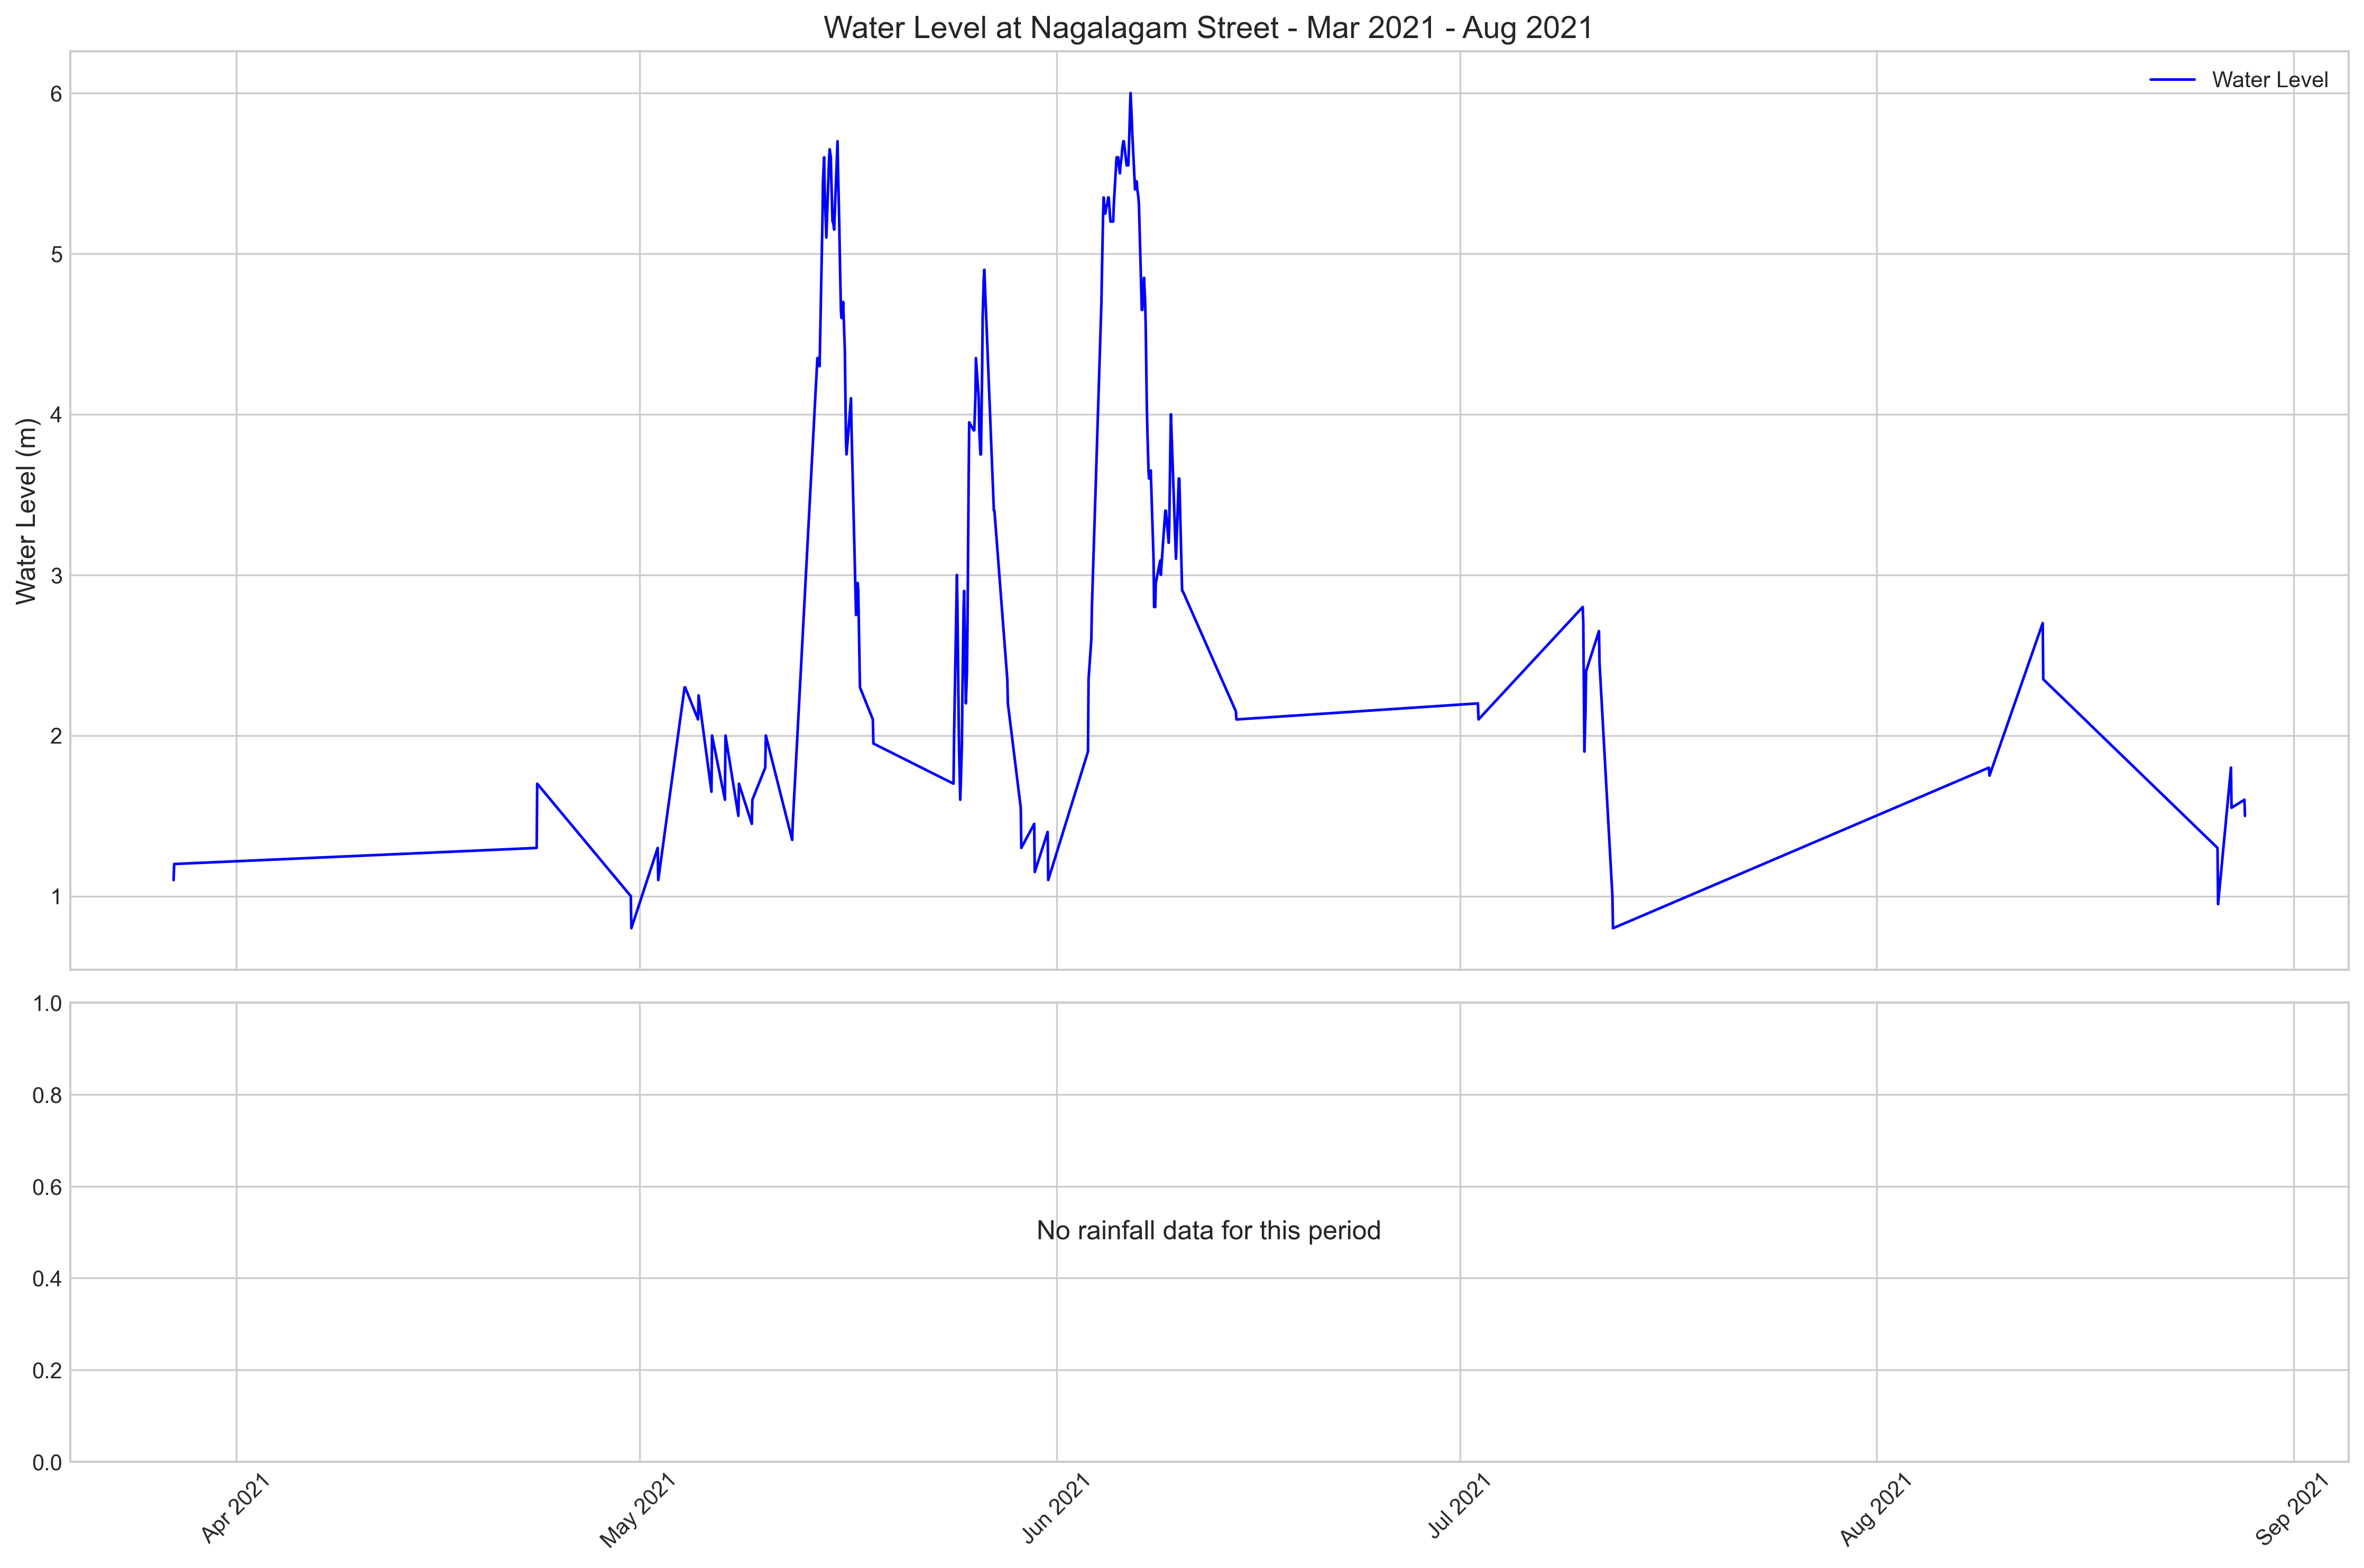 Water Level at Nagalagam Street - Mar 2021 - Aug 2021
Water Level
6
5
4
3
2
1
Water Level (m)
1.0
0.8
0.6
0.4
0.2
0.0
No rainfall data for this period
Apr 2021
May 2021
Jun 2021
Jul 2021
Aug 2021
Sep 2021